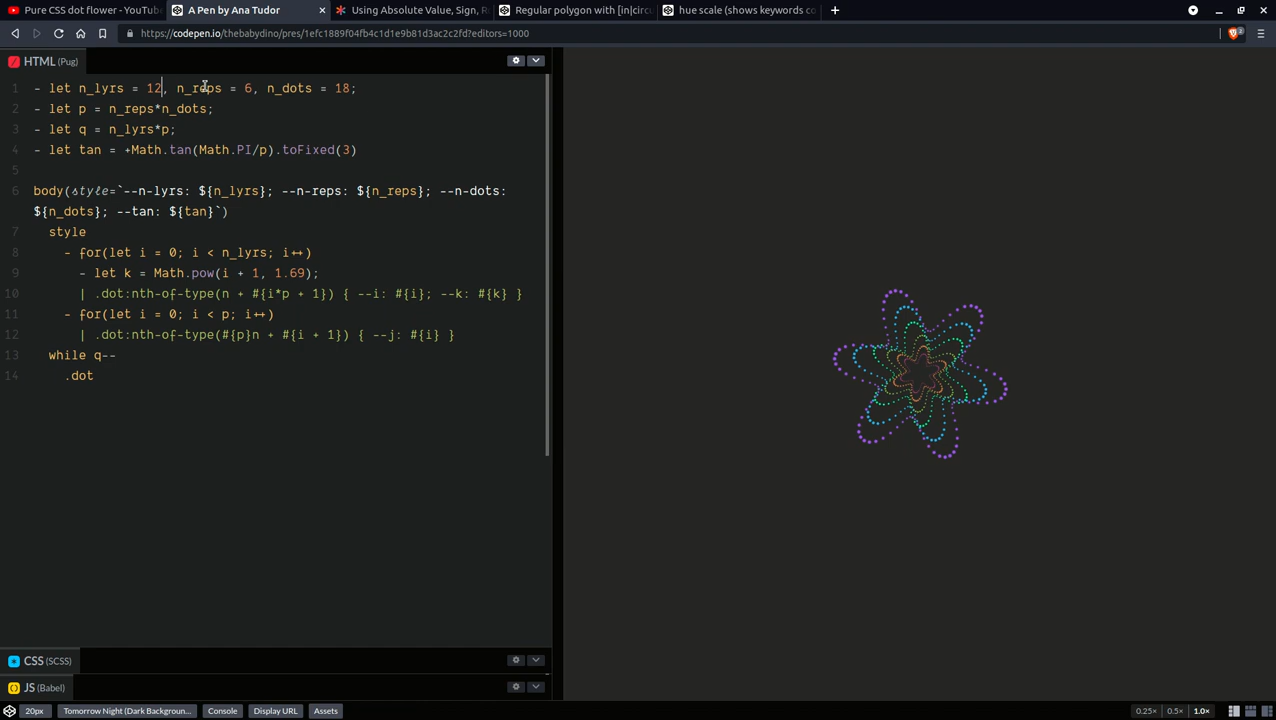 Pure CSS dot flower - YouTub
A Pen by Ana Tudor
Using Absolute Value, Sign, R
Regular polygon with [in|circu
hue scale (shows keywords co
https://codepen.io/thebabydino/pres/1efc1889f04fb4c1d1e9b81d3ac2c2fd?editors=1000
HTML (Pug)
1 - let n_lyrs = 12, n_reps = 6, n_dots = 18;
2 - let p = n_reps*n_dots;
3 - let q = n_lyrs*p;
4 - let tan = +Math.tan(Math.PI/p).toFixed(3)
5
6 body(style=`--n-lyrs: ${n_lyrs}; --n-reps: ${n_reps}; --n-dots:
${n_dots}; --tan: ${tan}`)
7 style
8 - for(let i = 0; i < n_lyrs; i++)
9 - let k = Math.pow(i + 1, 1.69);
10 | .dot:nth-of-type(n + #{i*p + 1}) { --i: #{i}; --k: #{k} }
11 - for(let i = 0; i < p; i++)
12 | .dot:nth-of-type(#{p}n + #{i + 1}) { --j: #{i} }
13 while q--
14 .dot
CSS (SCSS)
JS (Babel)
20px Tomorrow Night (Dark Backgroun... Console Display URL Assets 0.25× 0.5× 1.0×